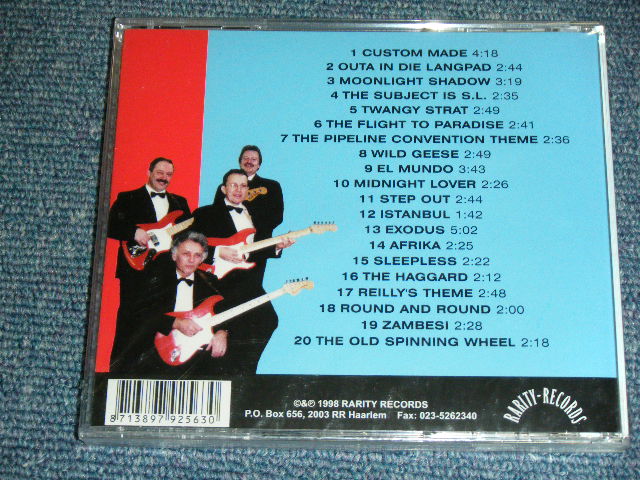 1 CUSTOM MADE 4:18
2 OUTA IN DIE LANGPAD 2:44
3 MOONLIGHT SHADOW 3:19
4 THE SUBJECT IS S.L. 2:35
5 TWANGY STRAT 2:49
6 THE FLIGHT TO PARADISE 2:41
7 THE PIPELINE CONVENTION THEME 2:36
8 WILD GEESE 2:49
9 EL MUNDO 3:43
10 MIDNIGHT LOVER 2:26
11 STEP OUT 2:44
12 ISTANBUL 1:42
13 EXODUS 5:02
14 AFRIKA 2:25
15 SLEEPLESS 2:22
16 THE HAGGARD 2:12
17 REILLY'S THEME 2:48
18 ROUND AND ROUND 2:00
19 ZAMBESI 2:28
20 THE OLD SPINNING WHEEL 2:18
8 713897 925630
©&℗ 1998 RARITY RECORDS
P.O. Box 656, 2003 RR Haarlem Fax: 023-5262340
RARITY-RECORDS